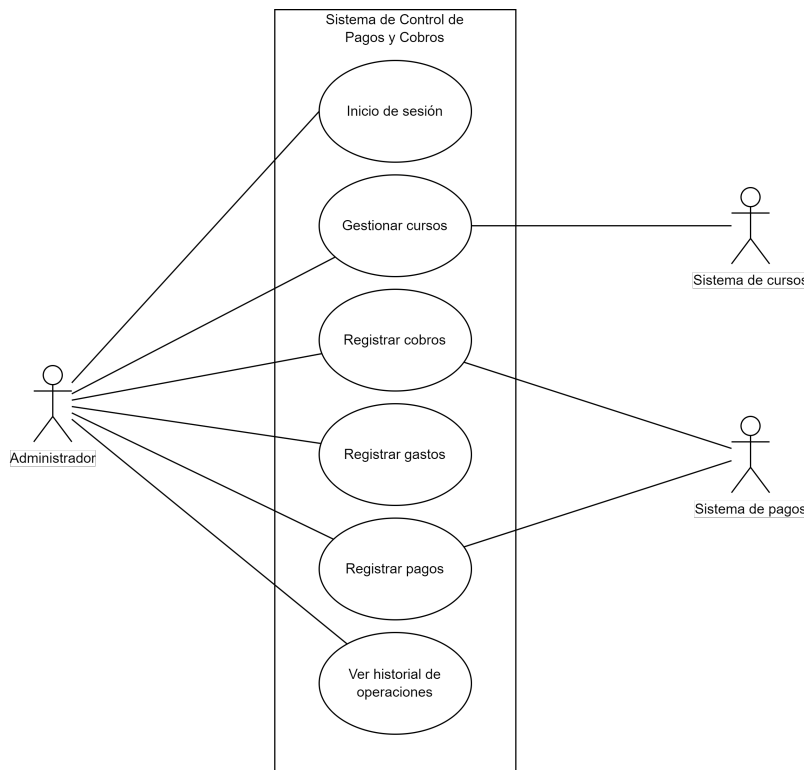 Sistema de Control de
Pagos y Cobros
Inicio de sesión
Gestionar cursos
Sistema de cursos
Registrar cobros
Administrador
Registrar gastos
Sistema de pagos
Registrar pagos
Ver historial de
operaciones